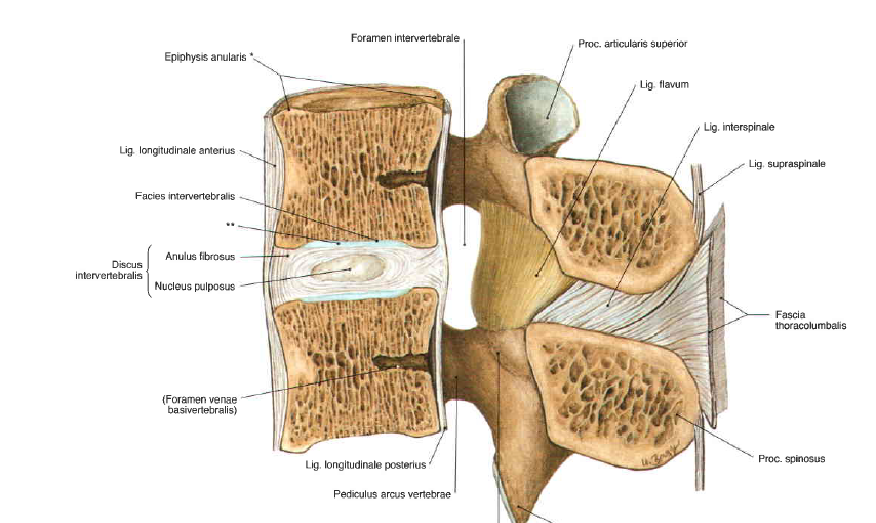 Foramen intervertebrale
Proc. articularis superior
Epiphysis anularis *
Lig. flavum
Lig. interspinale
Lig. longitudinale anterius
Lig. supraspinale
Facies intervertebralis
**
Anulus fibrosus
Discus
intervertebralis
Nucleus pulposus
Fascia
thoracolumbalis
(Foramen venae
basivertebralis)
Lig. longitudinale posterius
Proc. spinosus
Pediculus arcus vertebrae